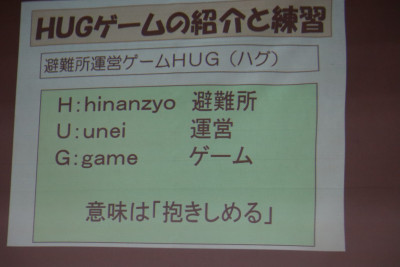 HUGゲームの紹介と練習
避難所運営ゲームHUG(ハグ)
H:hinanzyo 避難所
U:unei 運営
G:game ゲーム
意味は「抱きしめる」